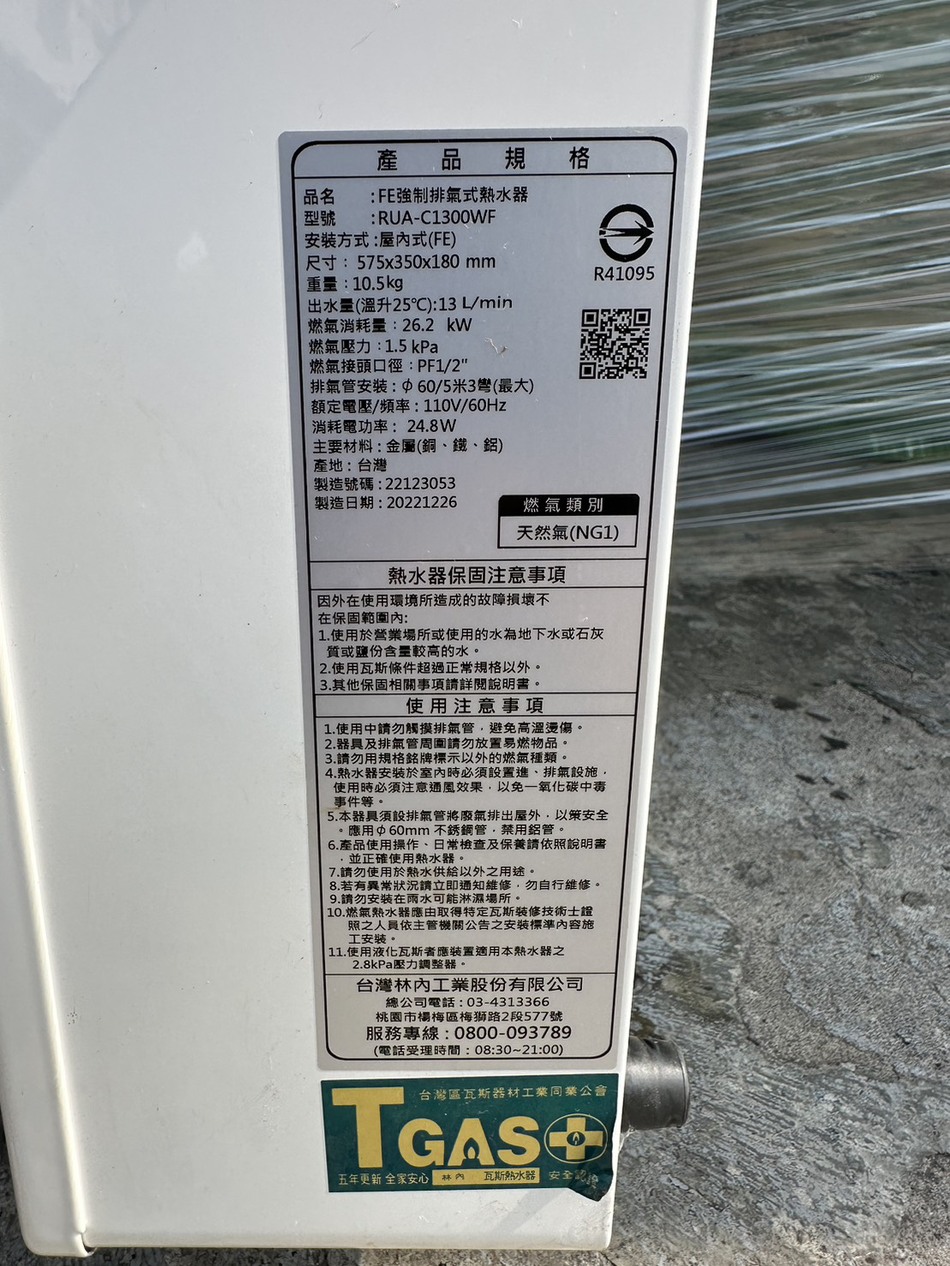 產品規格
品名 :FE強制排氣式熱水器
型號 :RUA-C1300WF
安裝方式:屋內式(FE)
尺寸: 575x350x180 mm
重量:10.5kg
出水量(溫升25℃):13 L/min
燃氣消耗量:26.2 kW
燃氣壓力:1.5 kPa
燃氣接頭口徑:PF1/2"
排氣管安裝:φ60/5米3彎(最大)
額定電壓/頻率:110V/60Hz
消耗電功率: 24.8W
主要材料:金屬(銅、鐵、鋁)
產地:台灣
製造號碼:22123053
製造日期:20221226
R41095
燃氣類別
天然氣(NG1)
熱水器保固注意事項
因外在使用環境所造成的故障損壞不
在保固範圍內:
1.使用於營業場所或使用的水為地下水或石灰
質或鹽份含量較高的水。
2.使用瓦斯條件超過正常規格以外。
3.其他保固相關事項請詳閱說明書。
使用注意事項
1.使用中請勿觸摸排氣管，避免高溫燙傷。
2.器具及排氣管周圍請勿放置易燃物品。
3.請勿用規格銘牌標示以外的燃氣種類。
4.熱水器安裝於室內時必須設置進、排氣設施，
使用時必須注意通風效果，以免一氧化碳中毒
事件等。
5.本器具須設排氣管將廢氣排出屋外，以策安全
。應用φ60mm 不銹鋼管，禁用鋁管。
6.產品使用操作、日常檢查及保養請依照說明書
，並正確使用熱水器。
7.請勿使用於熱水供給以外之用途。
8.若有異常狀況請立即通知維修，勿自行維修。
9.請勿安裝在雨水可能淋濕場所。
10.燃氣熱水器應由取得特定瓦斯裝修技術士證
照之人員依主管機關公告之安裝標準內容施
工安裝。
11.使用液化瓦斯者應裝置適用本熱水器之
2.8kPa壓力調整器。
台灣林內工業股份有限公司
總公司電話:03-4313366
桃園市楊梅區梅獅路2段577號
服務專線:0800-093789
(電話受理時間:08:30~21:00)
台灣區瓦斯器材工業同業公會
TGAS
五年更新 全家安心 林內 瓦斯熱水器 安全